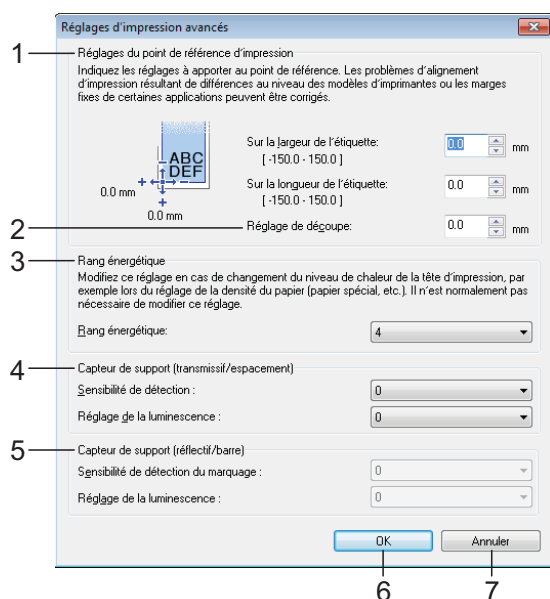 Réglages d'impression avancés
1
Réglages du point de référence d'impression
Indiquez les réglages à apporter au point de référence. Les problèmes d'alignement
d'impression résultant de différences au niveau des modèles d'imprimantes ou les marges
fixes de certaines applications peuvent être corrigés.
ABC
DEF
0.0 mm
0.0 mm
Sur la largeur de l'étiquette:
0.0
mm
[ -150.0 - 150.0 ]
Sur la longueur de l'étiquette:
0.0
mm
[ -150.0 - 150.0 ]
2
Réglage de découpe:
0.0
mm
3
Rang énergétique
Modifiez ce réglage en cas de changement du niveau de chaleur de la tête d'impression, par
exemple lors du réglage de la densité du papier (papier spécial, etc.). Il n'est normalement pas
nécessaire de modifier ce réglage.
Rang énergétique:
4
4
Capteur de support (transmissif/espacement)
Sensibilité de détection :
0
Réglage de la luminescence :
0
5
Capteur de support (réflectif/barre)
Sensibilité de détection du marquage :
0
Réglage de la luminescence :
0
OK
Annuler
6
7